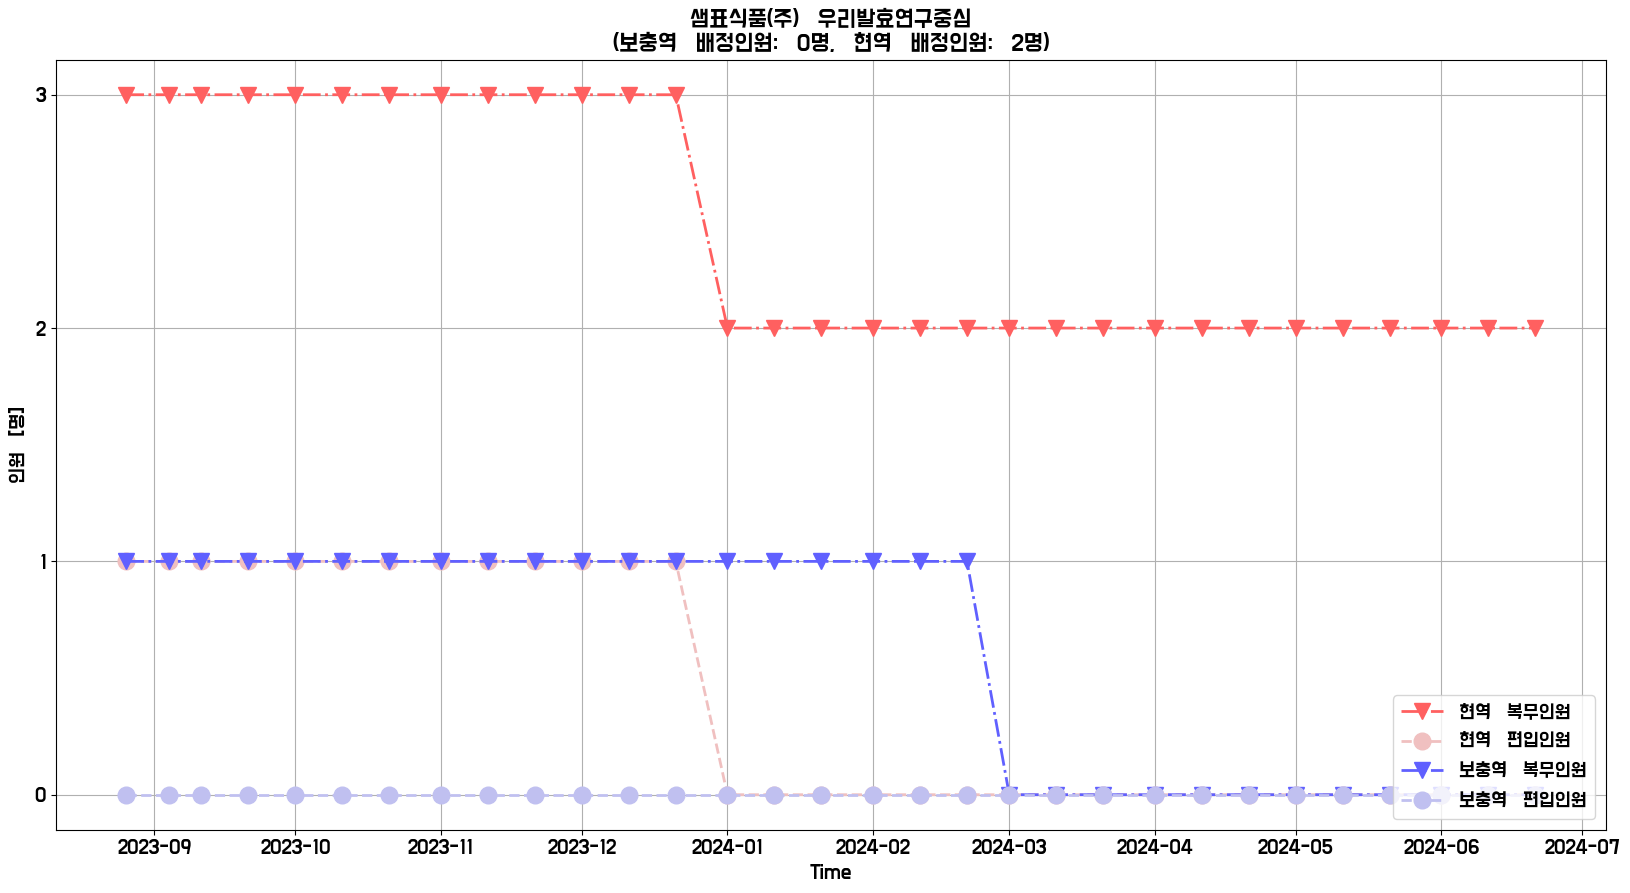 샘표식품(주) 우리발효연구중심
(보충역 배정인원: 0명, 현역 배정인원: 2명)
인원 [명]
3
2
1
0
현역 복무인원
현역 편입인원
보충역 복무인원
보충역 편입인원
2023-09 2023-10 2023-11 2023-12 2024-01 2024-02 2024-03 2024-04 2024-05 2024-06 2024-07
Time